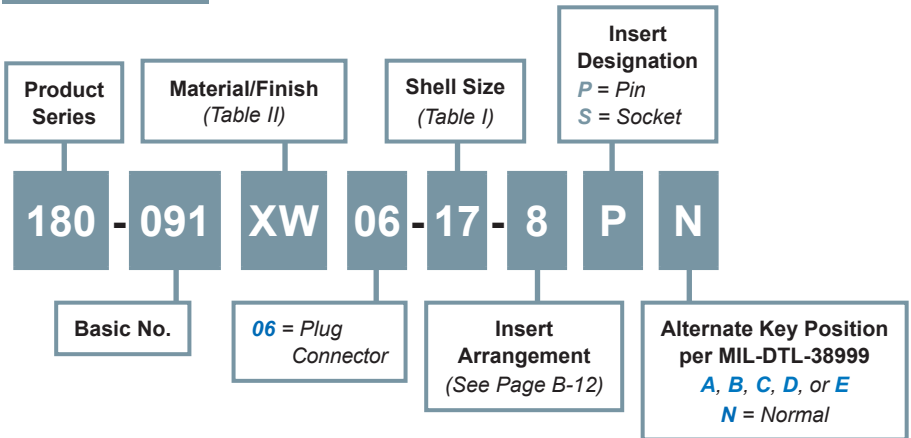 Insert
Designation
P = Pin
S = Socket
Product
Series
Material/Finish
(Table II)
Shell Size
(Table I)
180 - 091 XW 06 - 17 - 8 P N
Basic No.
06 = Plug
Connector
Insert
Arrangement
(See Page B-12)
Alternate Key Position
per MIL-DTL-38999
A, B, C, D, or E
N = Normal